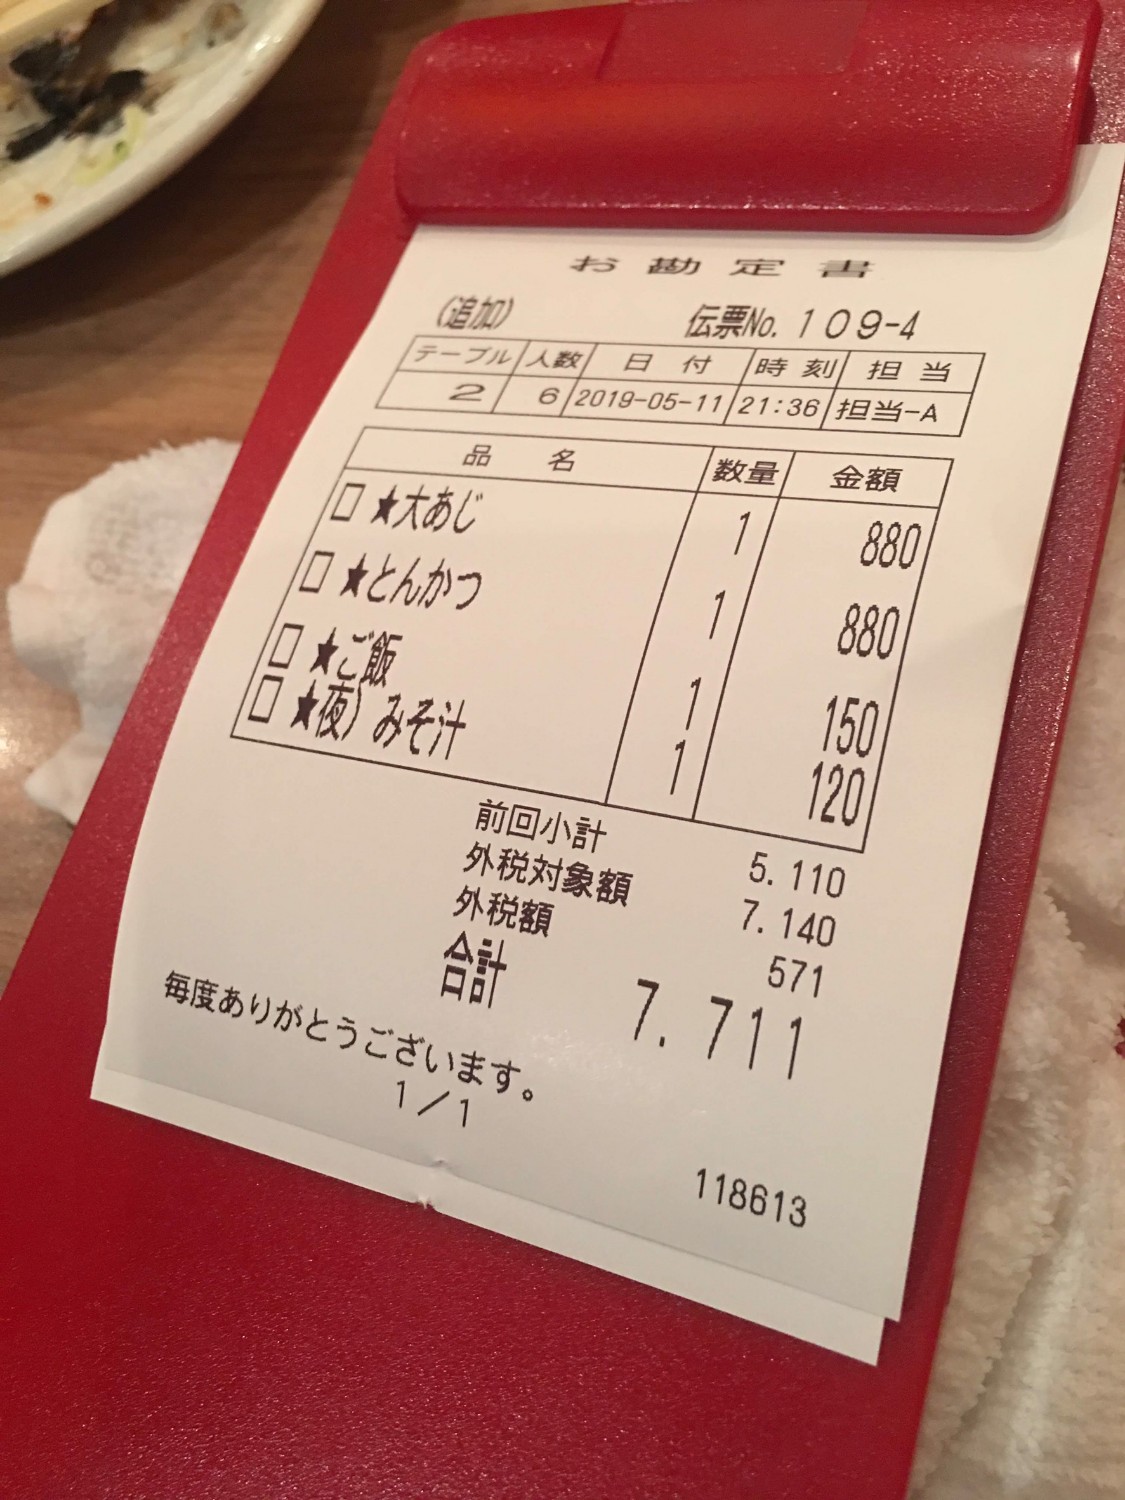 お勘定書
(追加) 伝票No. 109-4
テーブル 人数 日付 時刻 担当
2 6 2019-05-11 21:36 担当-A
品名 数量 金額
□ ★大あじ 1 880
□ ★とんかつ 1 880
□ ★ご飯 1 150
□ ★夜)みそ汁 1 120
前回小計 5.110
外税対象額 7.140
外税額 571
合計 7.711
毎度ありがとうございます。
1/1
118613